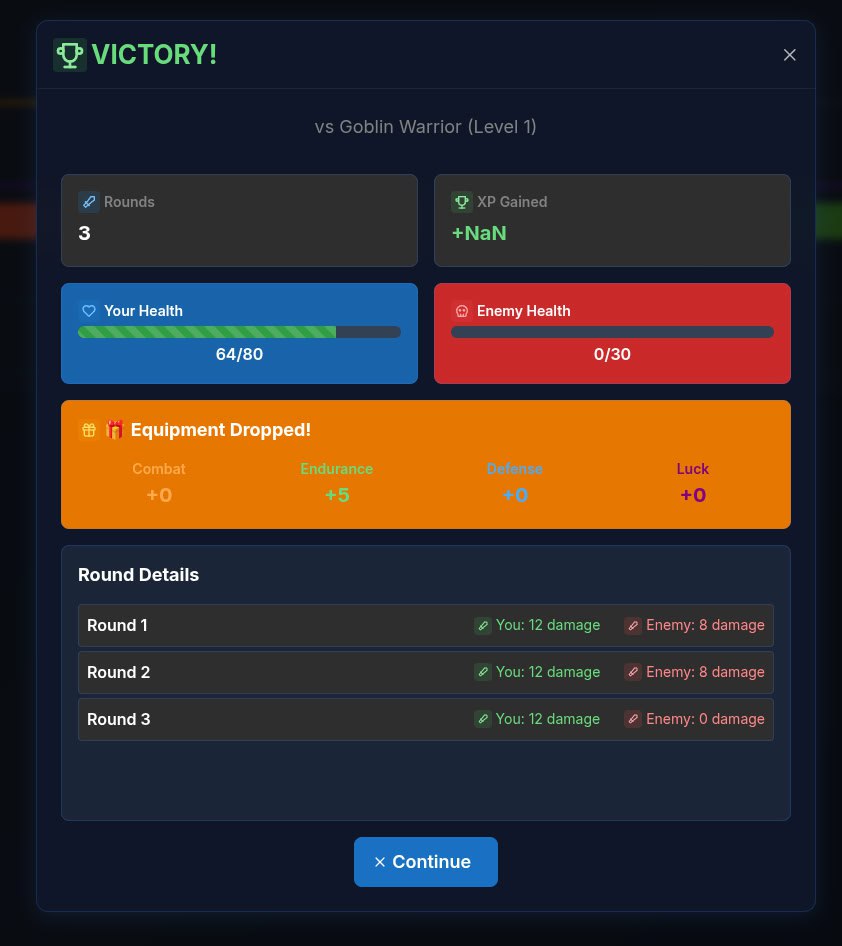 VICTORY!
vs Goblin Warrior (Level 1)
Rounds
3
XP Gained
+NaN
Your Health
64/80
Enemy Health
0/30
Equipment Dropped!
Combat
+0
Endurance
+5
Defense
+0
Luck
+0
Round Details
Round 1 You: 12 damage Enemy: 8 damage
Round 2 You: 12 damage Enemy: 8 damage
Round 3 You: 12 damage Enemy: 0 damage
Continue